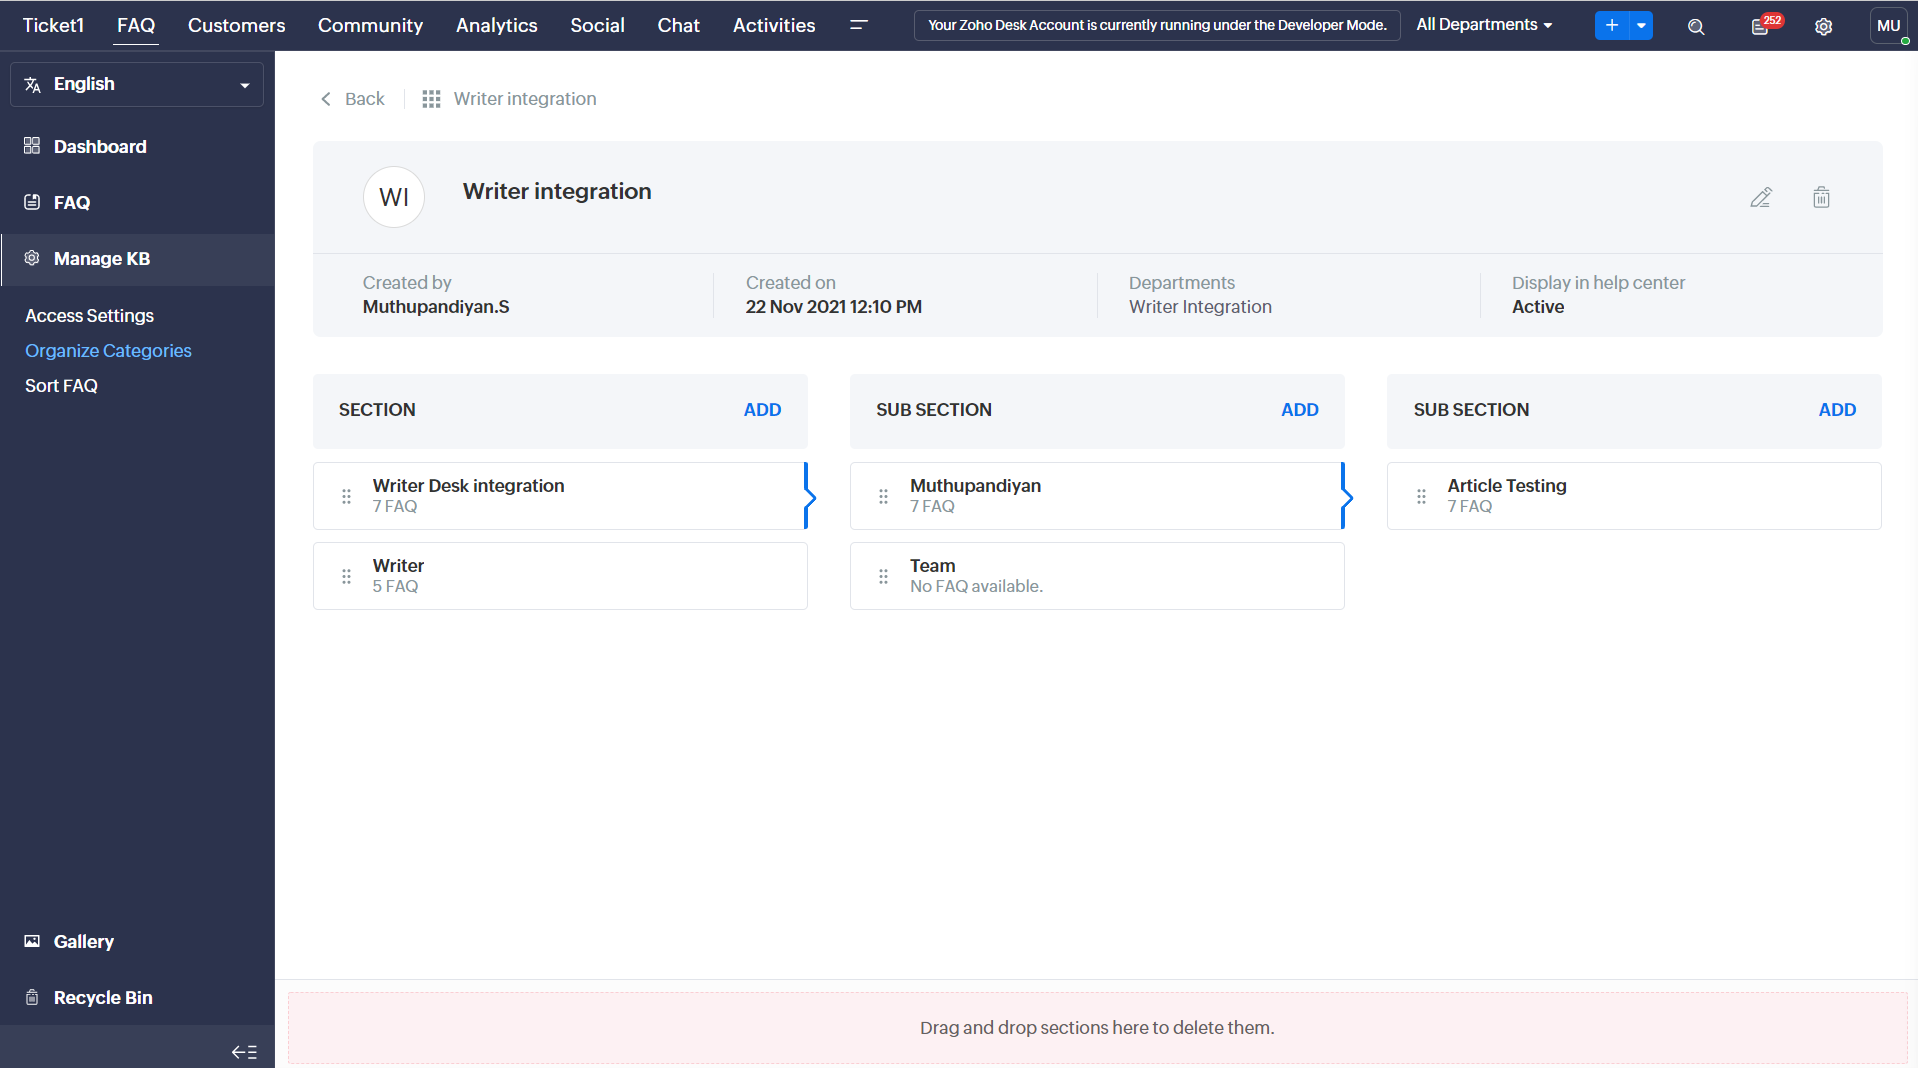 Ticket1 FAQ Customers Community Analytics Social Chat Activities Your Zoho Desk Account is currently running under the Developer Mode. All Departments 252 MU
English
Dashboard
FAQ
Manage KB
Access Settings
Organize Categories
Sort FAQ
Gallery
Recycle Bin
Back Writer integration
WI Writer integration
Created by Created on Departments Display in help center
Muthupandiyan.S 22 Nov 2021 12:10 PM Writer Integration Active
SECTION ADD SUB SECTION ADD SUB SECTION ADD
Writer Desk integration Muthupandiyan Article Testing
7 FAQ 7 FAQ 7 FAQ
Writer Team
5 FAQ No FAQ available.
Drag and drop sections here to delete them.